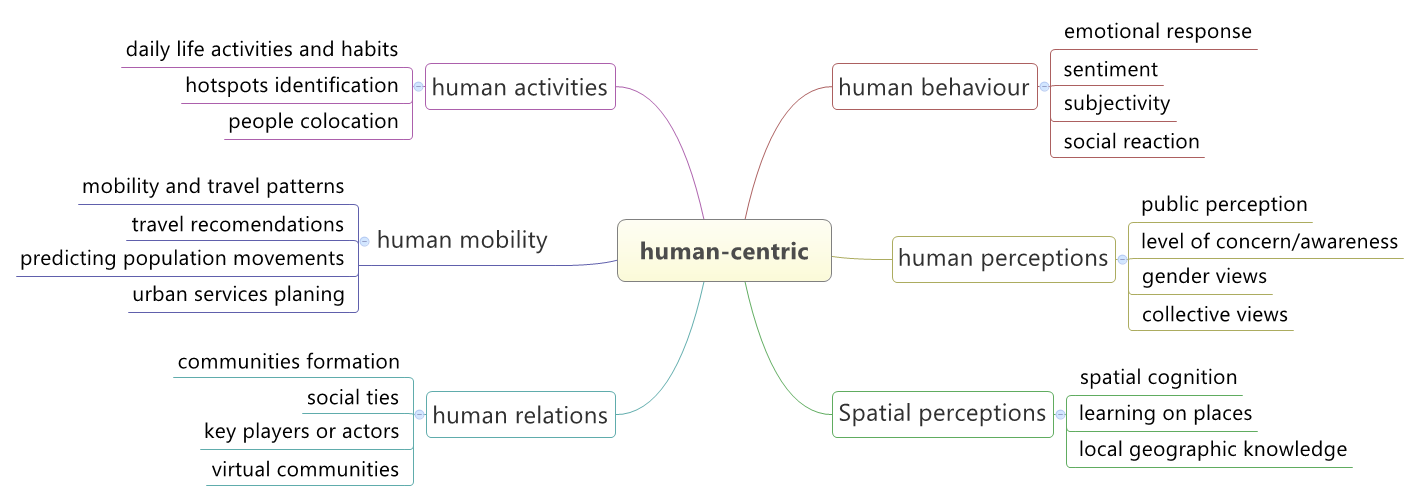 daily life activities and habits
hotspots identification
people colocation
human activities
mobility and travel patterns
travel recomendations
predicting population movements
urban services planing
human mobility
communities formation
social ties
key players or actors
virtual communities
human relations
human-centric
human behaviour
emotional response
sentiment
subjectivity
social reaction
human perceptions
public perception
level of concern/awareness
gender views
collective views
Spatial perceptions
spatial cognition
learning on places
local geographic knowledge